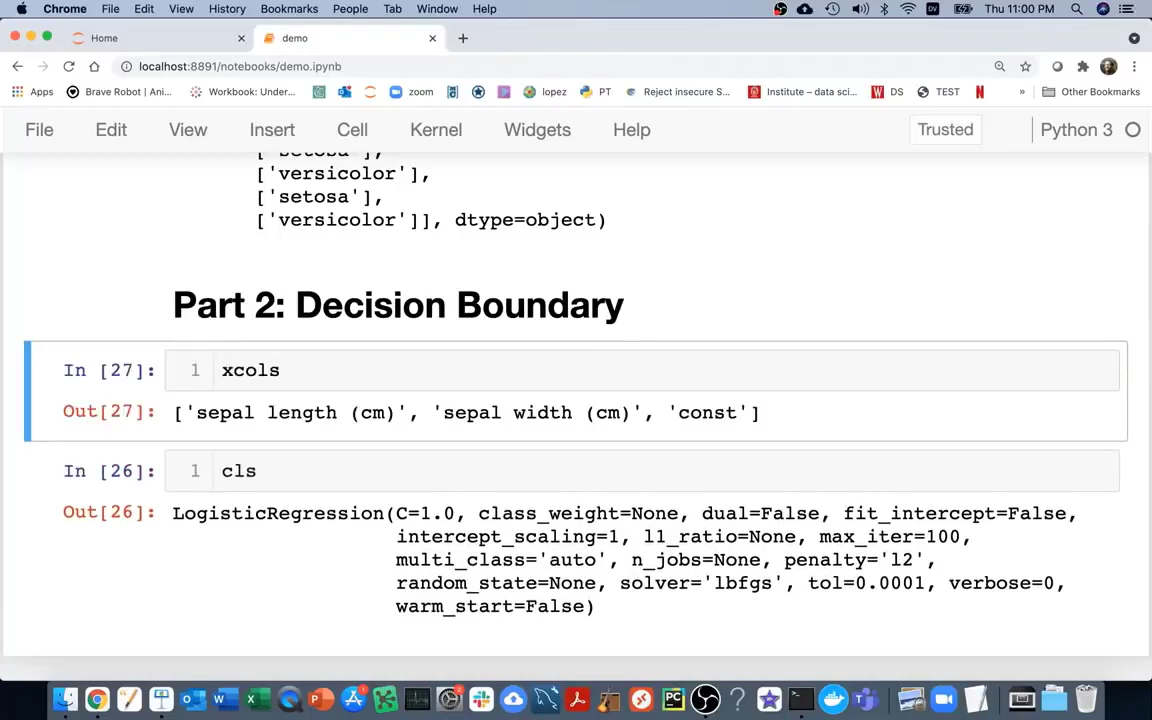 Chrome File Edit View History Bookmarks People Tab Window Help DV Thu 11:00 PM
Home demo
localhost:8891/notebooks/demo.ipynb
Apps Brave Robot | Ani... Workbook: Under... zoom lopez PT Reject insecure S... Institute – data sci... W DS TEST N » Other Bookmarks
File Edit View Insert Cell Kernel Widgets Help Trusted Python 3
['setosa'],
['versicolor'],
['setosa'],
['versicolor']], dtype=object)
Part 2: Decision Boundary
In [27]: 1 xcols
Out[27]: ['sepal length (cm)', 'sepal width (cm)', 'const']
In [26]: 1 cls
Out[26]: LogisticRegression(C=1.0, class_weight=None, dual=False, fit_intercept=False,
intercept_scaling=1, l1_ratio=None, max_iter=100,
multi_class='auto', n_jobs=None, penalty='l2',
random_state=None, solver='lbfgs', tol=0.0001, verbose=0,
warm_start=False)